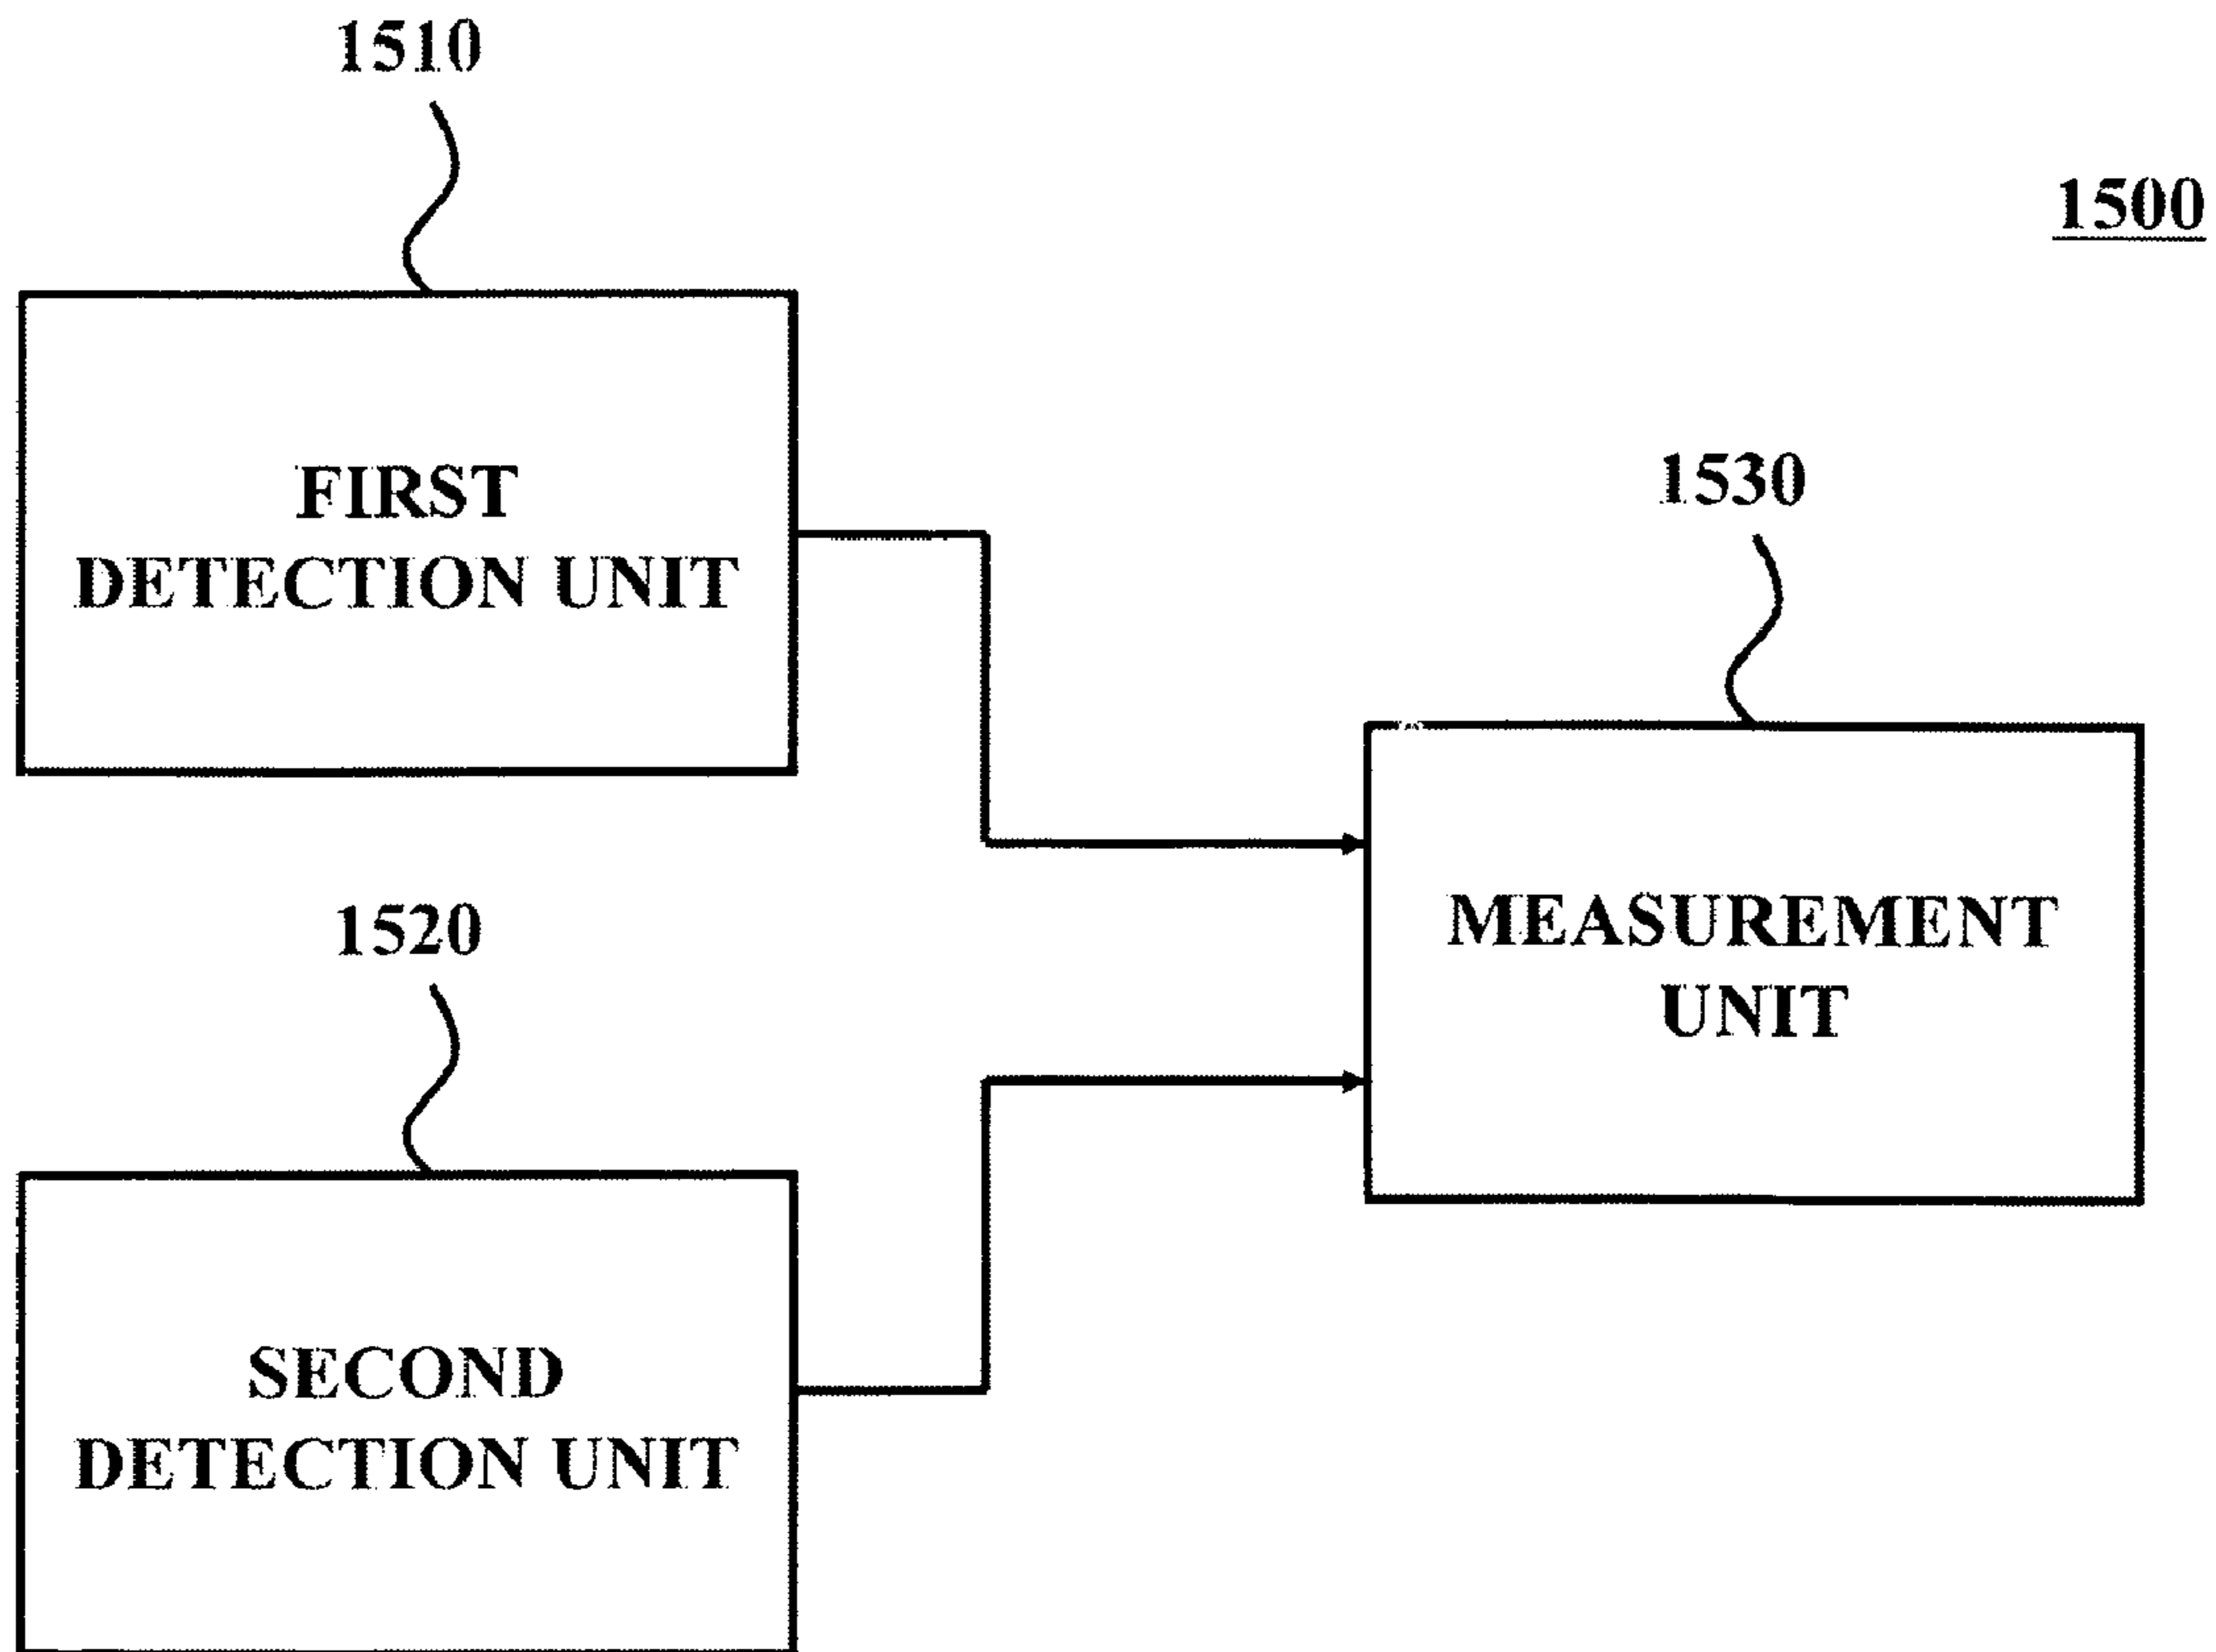 1510
1500
FIRST
DETECTION UNIT
1530
MEASUREMENT
UNIT
1520
SECOND
DETECTION UNIT